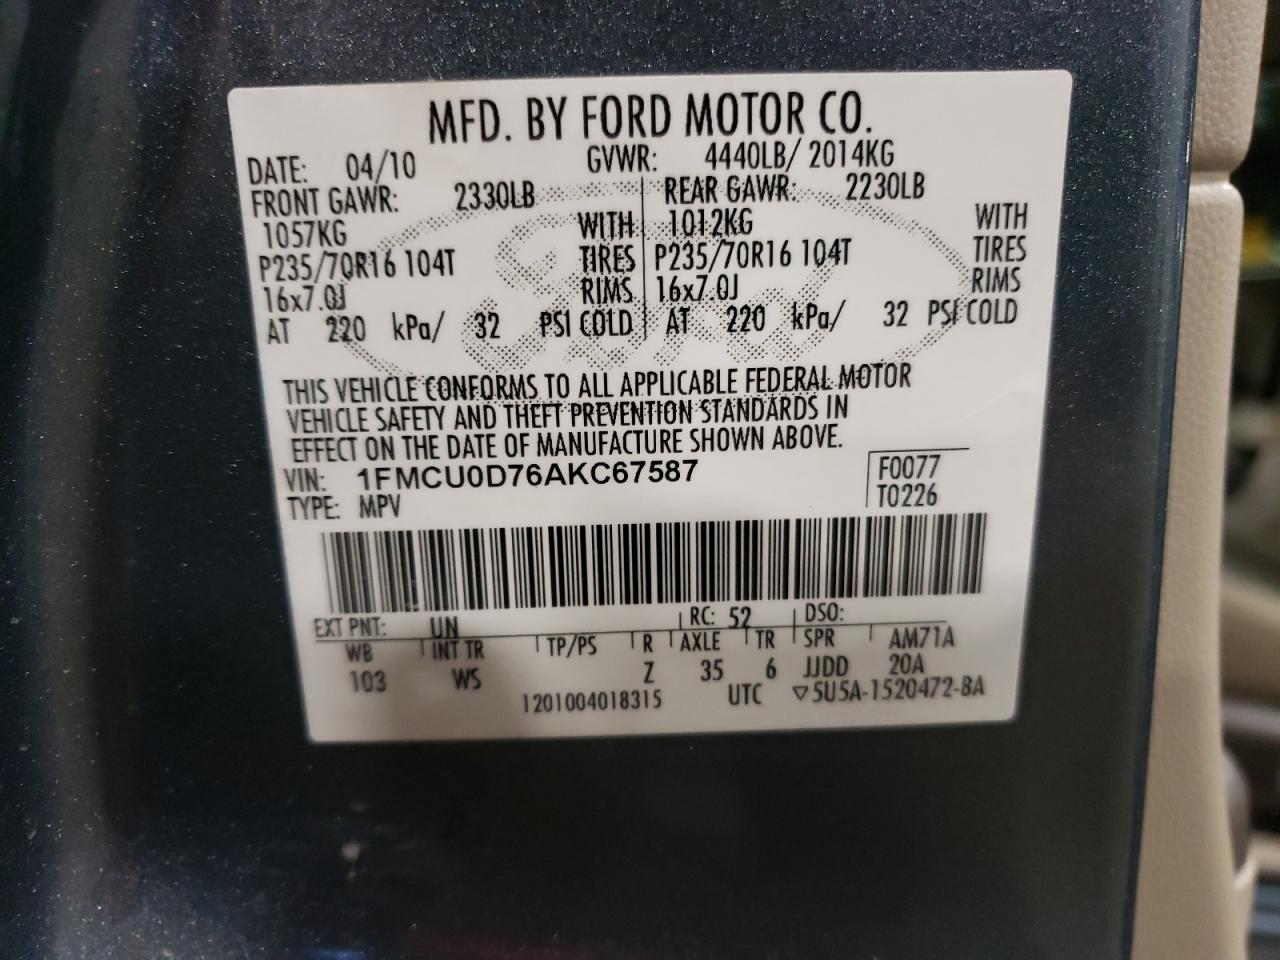 MFD. BY FORD MOTOR CO.
DATE: 04/10 GVWR: 4440LB/ 2014KG
FRONT GAWR: 2330LB REAR GAWR: 2230LB
1057KG WITH 1012KG WITH
P235/70R16 104T TIRES P235/70R16 104T TIRES
16x7.0J RIMS 16x7.0J RIMS
AT 220 kPa/ 32 PSI COLD AT 220 kPa/ 32 PSI COLD
Ford
THIS VEHICLE CONFORMS TO ALL APPLICABLE FEDERAL MOTOR
VEHICLE SAFETY AND THEFT PREVENTION STANDARDS IN
EFFECT ON THE DATE OF MANUFACTURE SHOWN ABOVE.
VIN: 1FMCU0D76AKC67587 F0077
TYPE: MPV T0226
EXT PNT: UN RC: 52 DSO:
WB INT TR TP/PS R AXLE TR SPR AM71A
103 WS Z 35 6 JJDD 20A
1201004018315 UTC ▽5U5A-1520472-BA